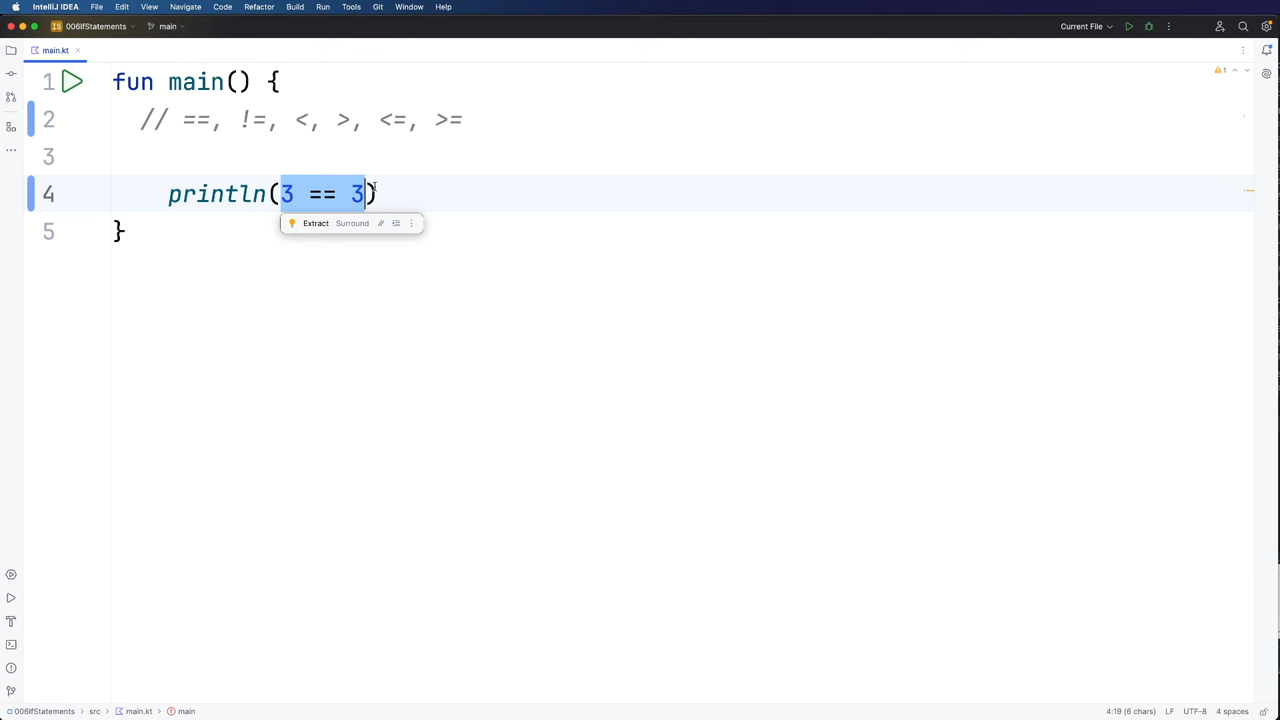 IntelliJ IDEA File Edit View Navigate Code Refactor Build Run Tools Git Window Help
IS 006IfStatements main Current File
main.kt
1 fun main() {
1
2 // ==, !=, <, >, <=, >=
3
4 println(3 == 3)
Extract Surround //
5 }
006IfStatements src main.kt main 4:19 (6 chars) LF UTF-8 4 spaces